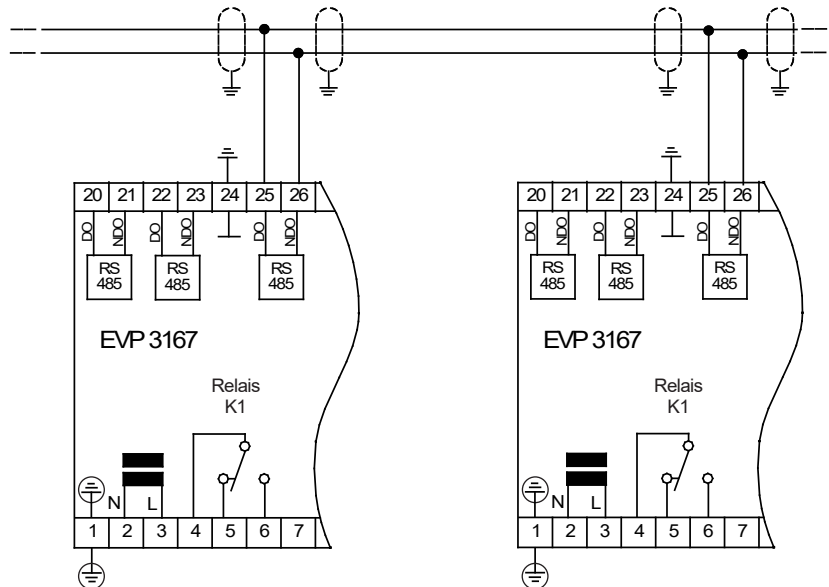 20 21 22 23 24 25 26
20 21 22 23 24 25 26
DO NDO DO NDO DO NDO
DO NDO DO NDO DO NDO
RS 485
RS 485
RS 485
RS 485
RS 485
RS 485
EVP 3167
EVP 3167
Relais
K1
Relais
K1
N L
N L
1 2 3 4 5 6 7
1 2 3 4 5 6 7